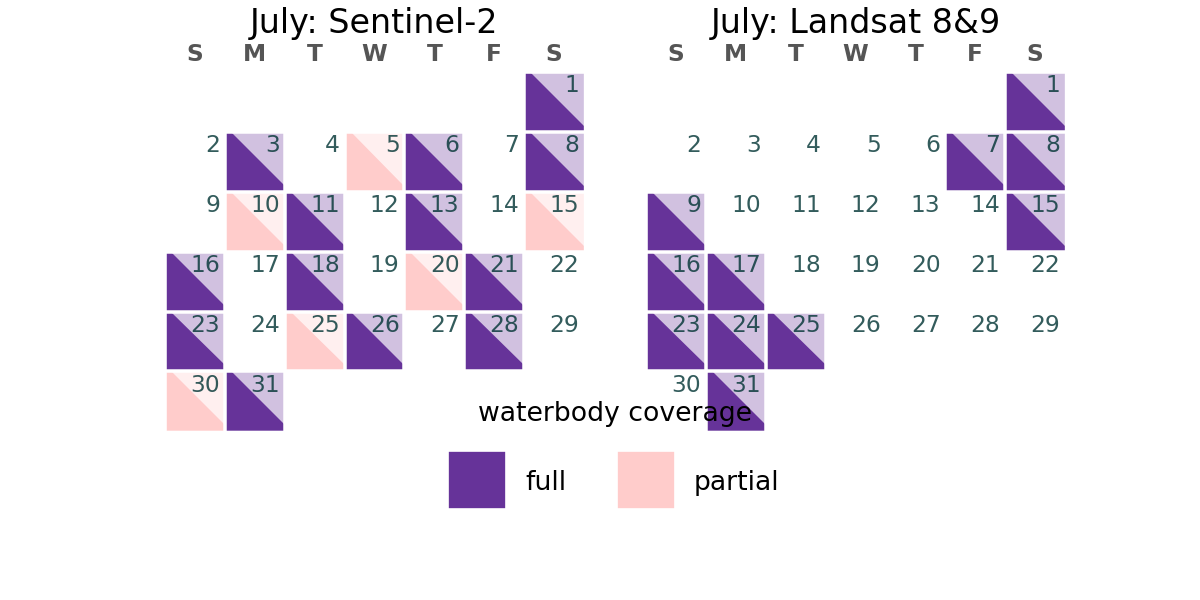 July: Sentinel-2
S M T W T F S
1
2 3 4 5 6 7 8
9 10 11 12 13 14 15
16 17 18 19 20 21 22
23 24 25 26 27 28 29
30 31
July: Landsat 8&9
S M T W T F S
1
2 3 4 5 6 7 8
9 10 11 12 13 14 15
16 17 18 19 20 21 22
23 24 25 26 27 28 29
30 31
waterbody coverage
full partial